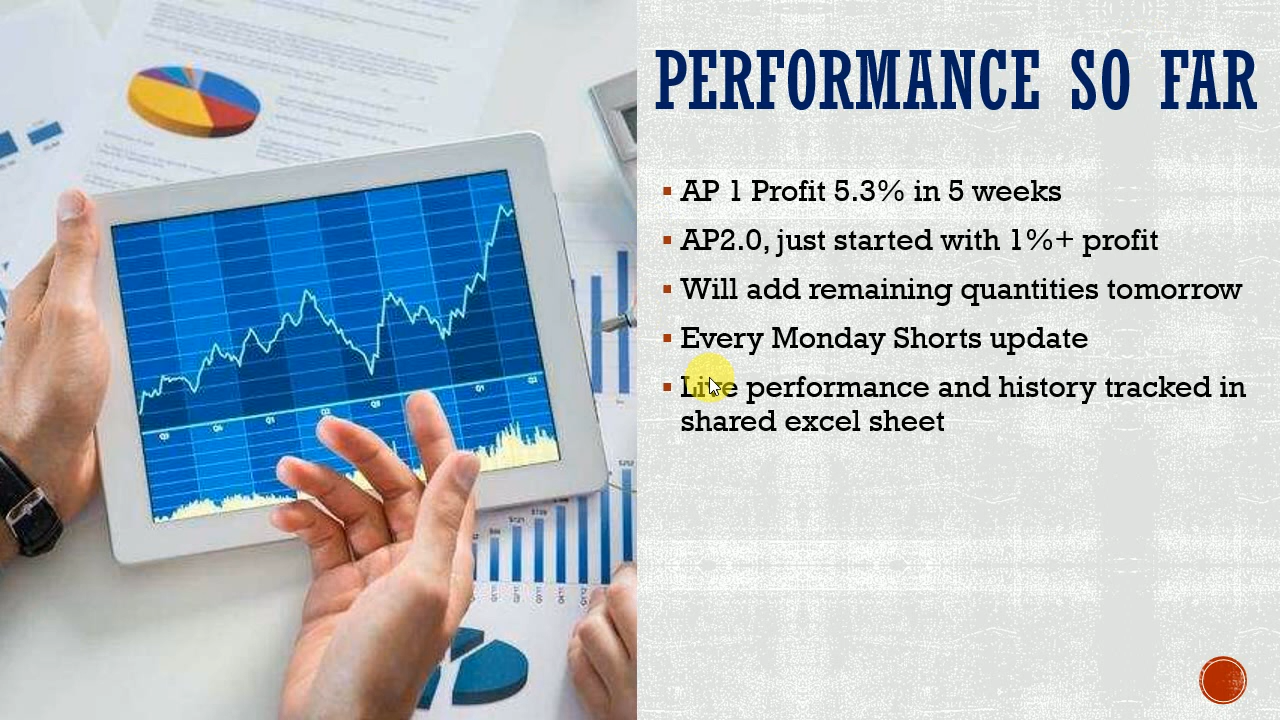 PERFORMANCE SO FAR
AP 1 Profit 5.3% in 5 weeks
AP2.0, just started with 1%+ profit
Will add remaining quantities tomorrow
Every Monday Shorts update
Live performance and history tracked in
shared excel sheet